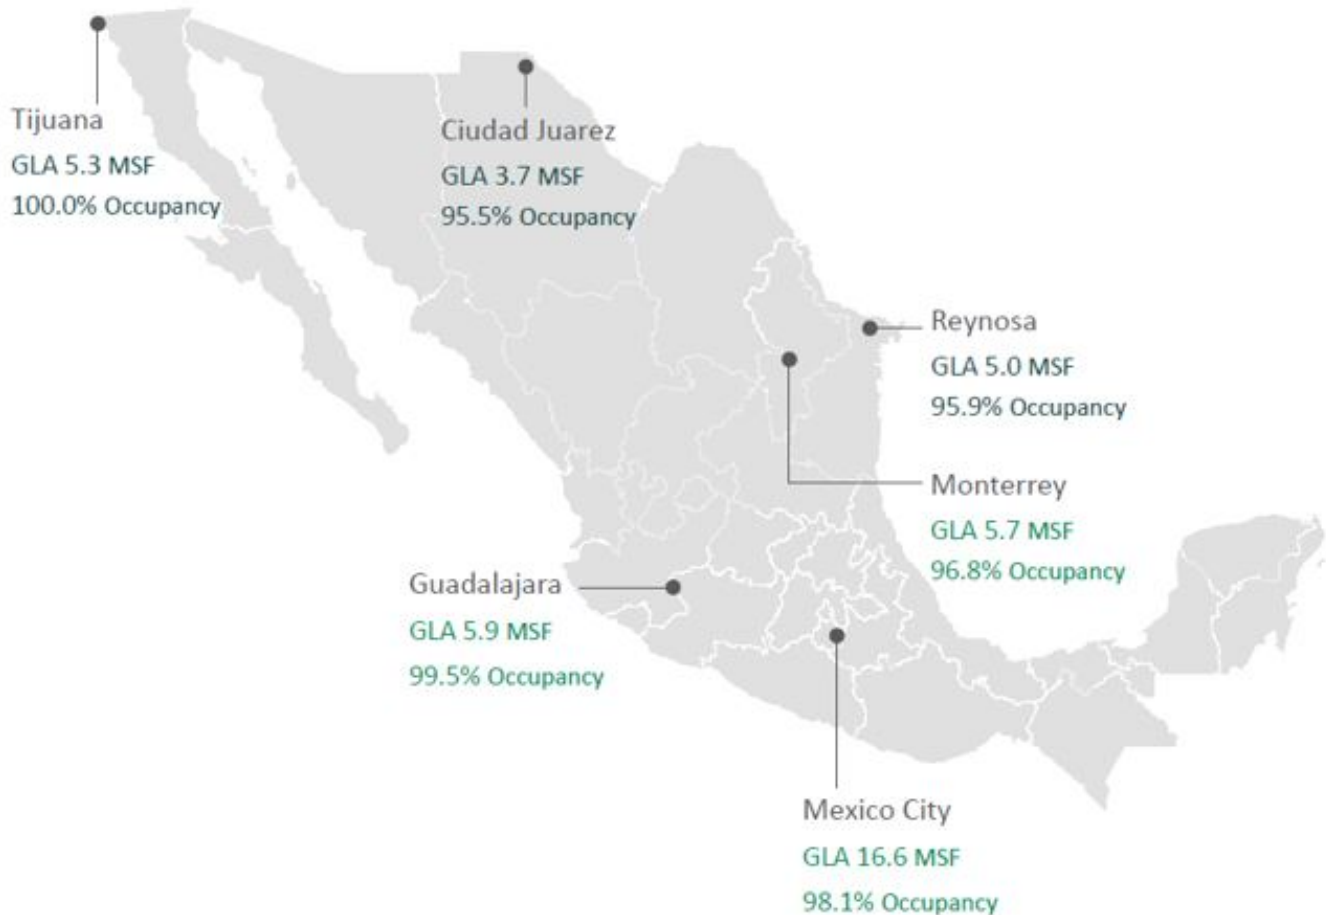 Tijuana
GLA 5.3 MSF
100.0% Occupancy
Ciudad Juarez
GLA 3.7 MSF
95.5% Occupancy
Reynosa
GLA 5.0 MSF
95.9% Occupancy
Monterrey
GLA 5.7 MSF
96.8% Occupancy
Guadalajara
GLA 5.9 MSF
99.5% Occupancy
Mexico City
GLA 16.6 MSF
98.1% Occupancy